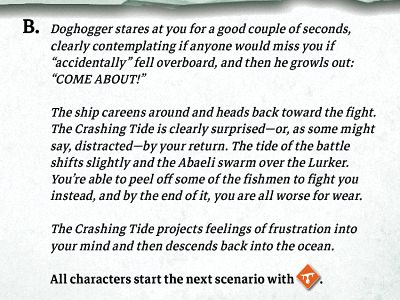 B. Doghogger stares at you for a good couple of seconds,
clearly contemplating if anyone would miss you if
“accidentally” fell overboard, and then he growls out:
“COME ABOUT!”
The ship careens around and heads back toward the fight.
The Crashing Tide is clearly surprised—or, as some might
say, distracted—by your return. The tide of the battle
shifts slightly and the Abaeli swarm over the Lurker.
You’re able to peel off some of the fishmen to fight you
instead, and by the end of it, you are all worse for wear.
The Crashing Tide projects feelings of frustration into
your mind and then descends back into the ocean.
All characters start the next scenario with .